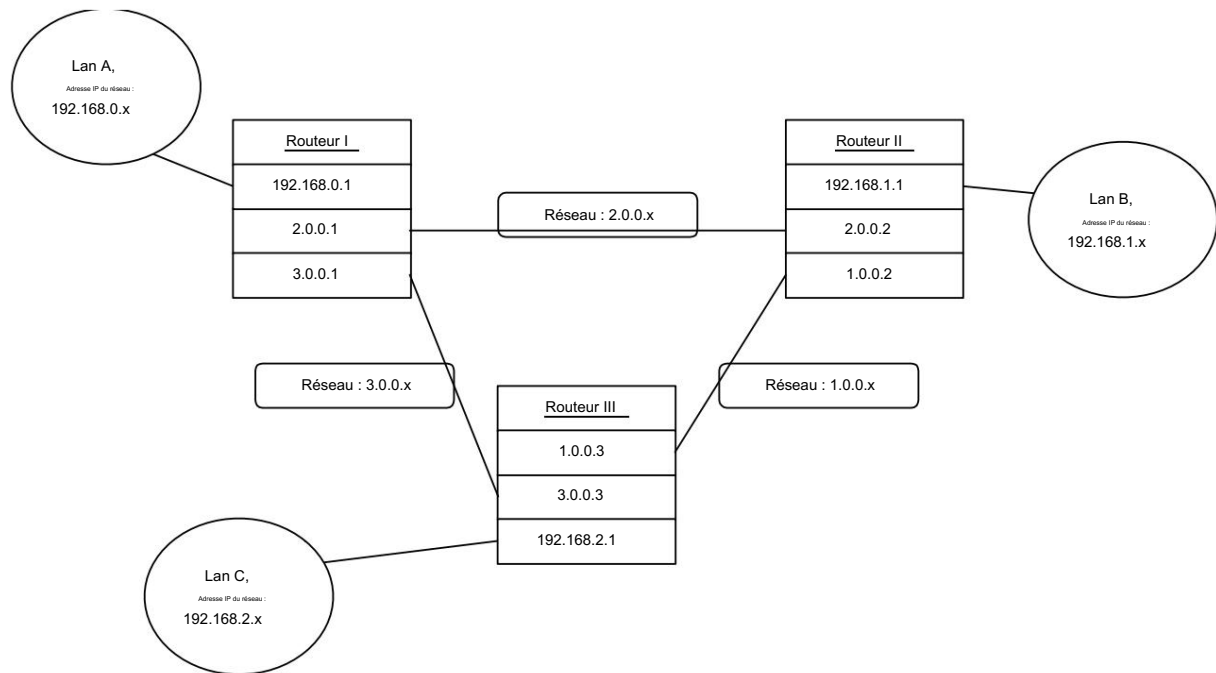 Lan A,
Adresse IP du réseau :
192.168.0.x
Routeur I
192.168.0.1
2.0.0.1
3.0.0.1
Réseau : 2.0.0.x
Routeur II
192.168.1.1
2.0.0.2
1.0.0.2
Lan B,
Adresse IP du réseau :
192.168.1.x
Réseau : 3.0.0.x
Réseau : 1.0.0.x
Routeur III
1.0.0.3
3.0.0.3
192.168.2.1
Lan C,
Adresse IP du réseau :
192.168.2.x